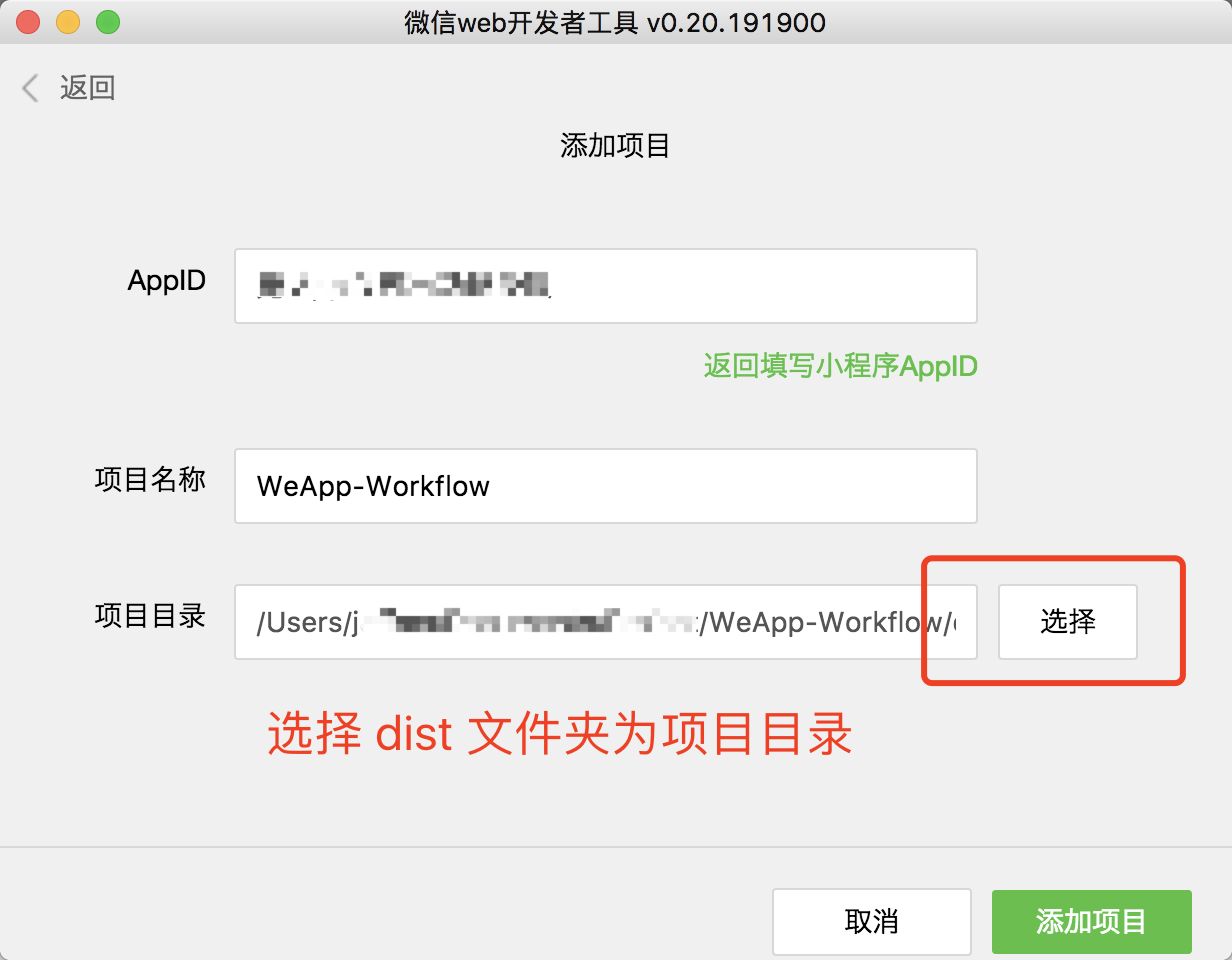 微信web开发者工具 v0.20.191900
返回
添加项目
AppID
返回填写小程序AppID
项目名称
WeApp-Workflow
项目目录
/Users/j
/WeApp-Workflow/
选择
选择 dist 文件夹为项目目录
取消
添加项目